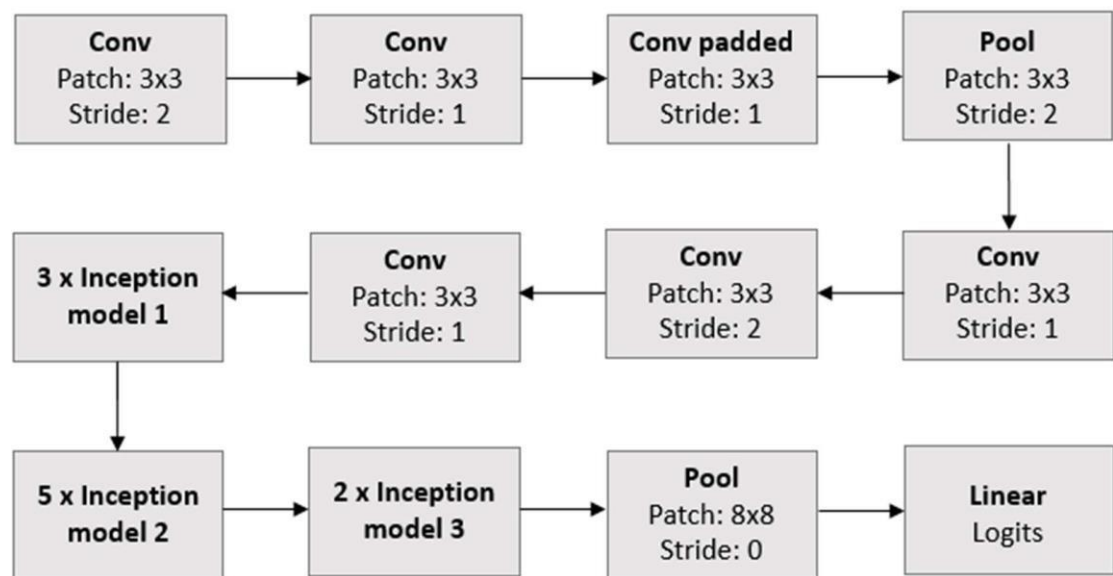 Conv
Patch: 3x3
Stride: 2
Conv
Patch: 3x3
Stride: 1
Conv padded
Patch: 3x3
Stride: 1
Pool
Patch: 3x3
Stride: 2
Conv
Patch: 3x3
Stride: 1
Conv
Patch: 3x3
Stride: 2
Conv
Patch: 3x3
Stride: 1
3 x Inception
model 1
5 x Inception
model 2
2 x Inception
model 3
Pool
Patch: 8x8
Stride: 0
Linear
Logits